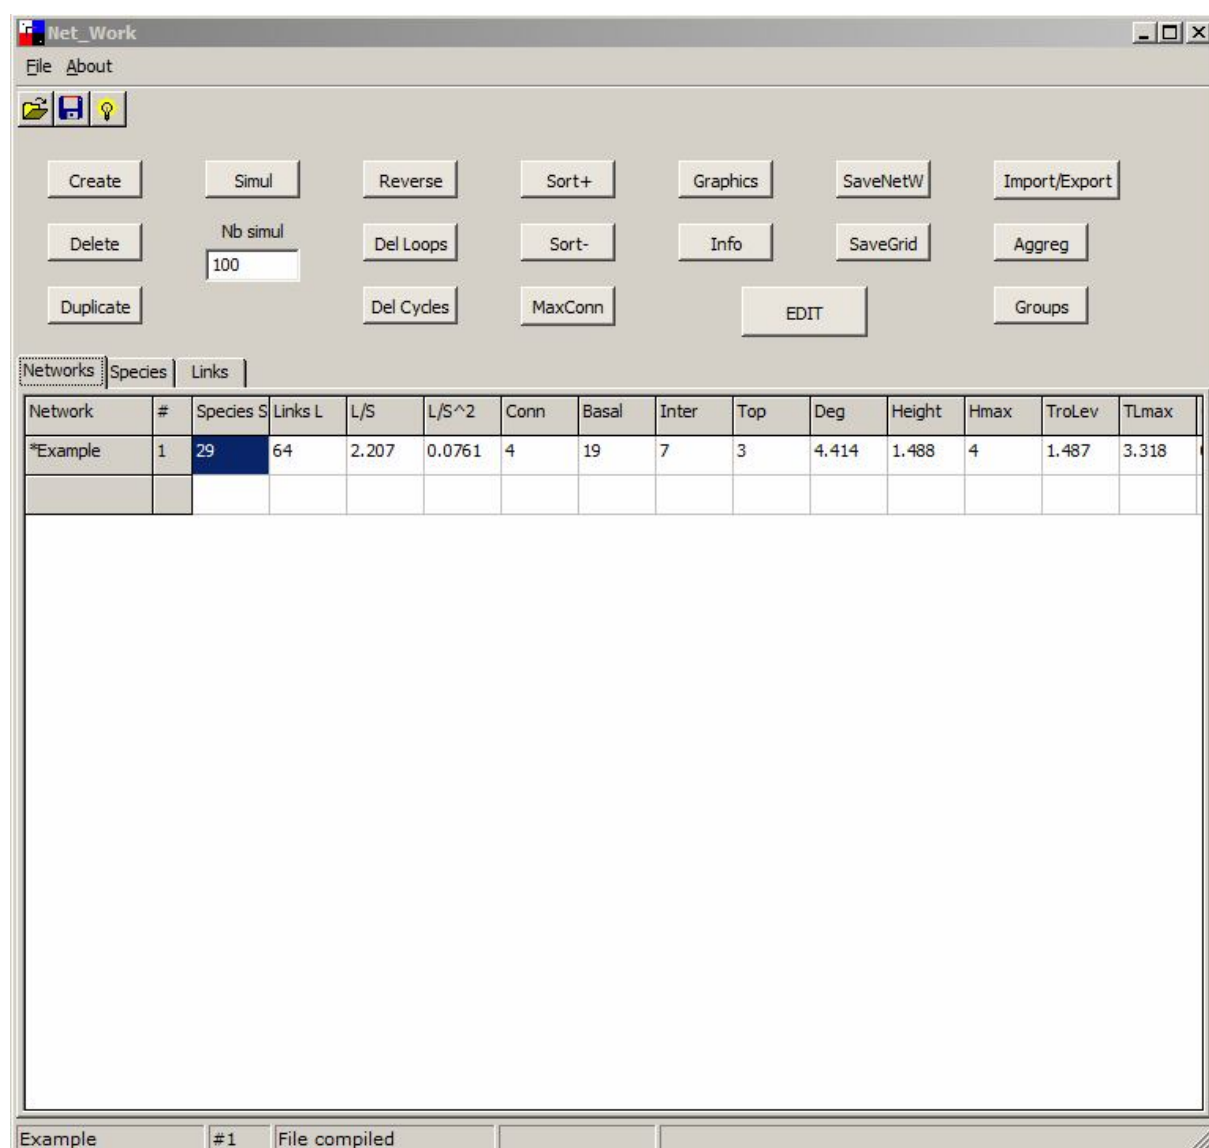 Net_Work
File About
Create Simul Reverse Sort+ Graphics SaveNetW Import/Export
Delete Nb simul Del Loops Sort- Info SaveGrid Aggreg
100
Duplicate Del Cycles MaxConn EDIT Groups
Networks Species Links
Network # Species S Links L L/S L/S^2 Conn Basal Inter Top Deg Height Hmax TroLev TLmax
*Example 1 29 64 2.207 0.0761 4 19 7 3 4.414 1.488 4 1.487 3.318
Example #1 File compiled